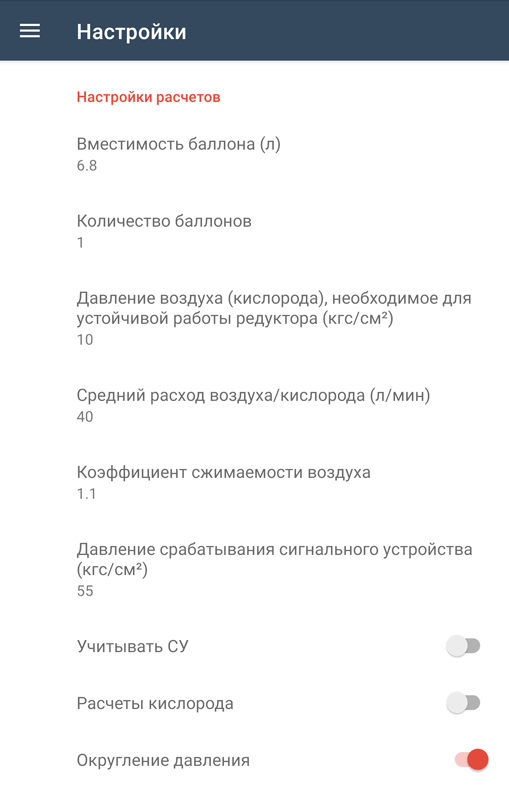 Настройки
Настройки расчетов
Вместимость баллона (л)
6.8
Количество баллонов
1
Давление воздуха (кислорода), необходимое для
устойчивой работы редуктора (кгс/см²)
10
Средний расход воздуха/кислорода (л/мин)
40
Коэффициент сжимаемости воздуха
1.1
Давление срабатывания сигнального устройства
(кгс/см²)
55
Учитывать СУ
Расчеты кислорода
Округление давления